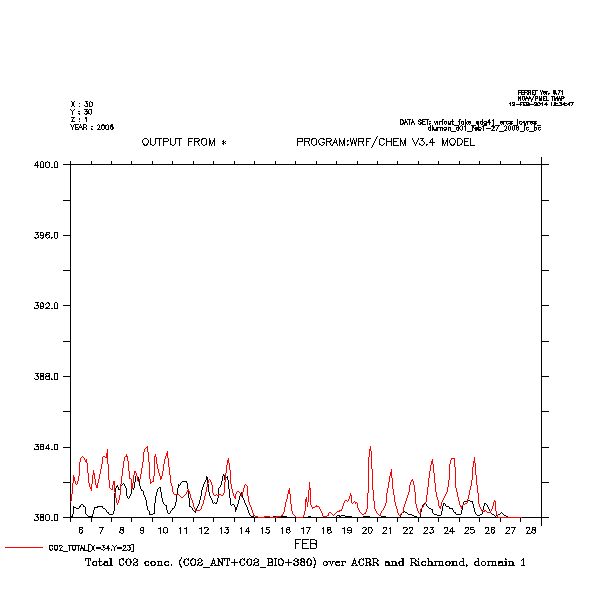 FERRET Ver. 6.71
NOAA/PMEL TMAP
X : 30
Y : 30
Z : 1
YEAR : 2006
OUTPUT FROM *
PROGRAM:WRF/CHEM V3.4 MODEL
400.0
396.0
392.0
388.0
384.0
380.0
6 7 8 9 10 11 12 13 14 15 16 17 18 19 20 21 22 23 24 25 26 27 28
FEB
CO2_TOTAL[X=34,Y=23]
Total CO2 conc. (CO2_ANT+CO2_BIO+380) over ACRR and Richmond, domain 1